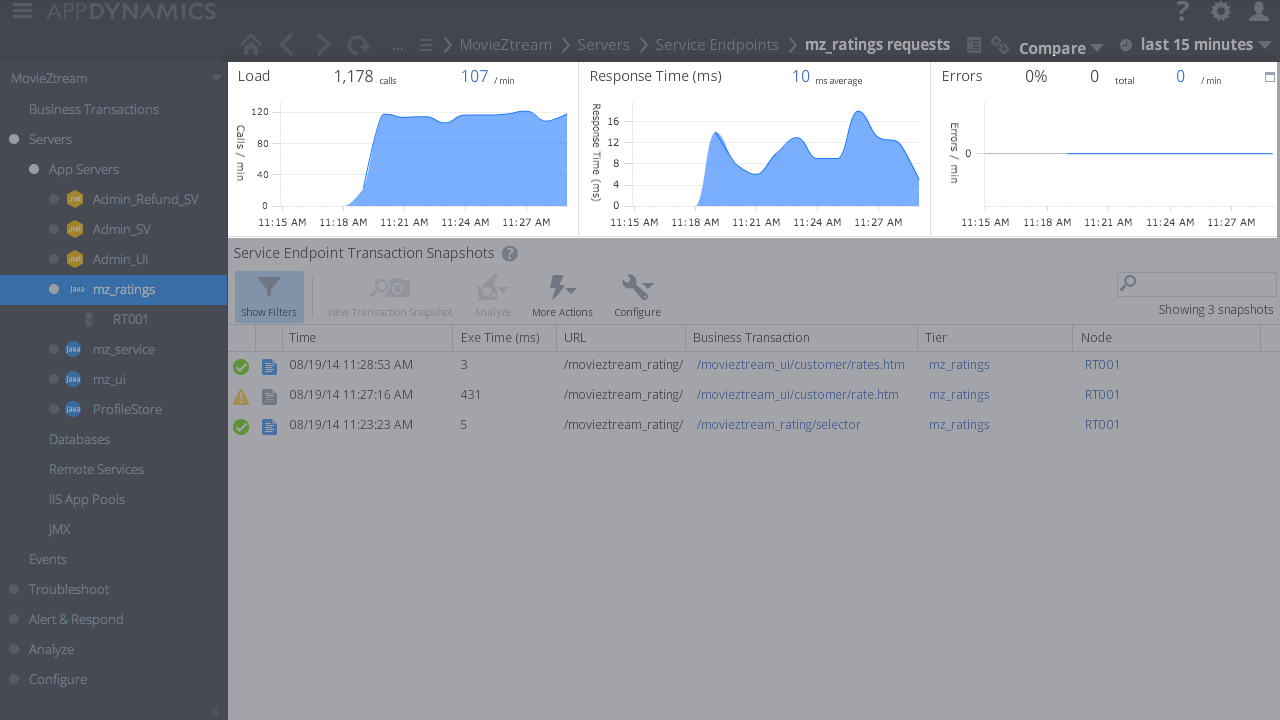 APPDYNAMICS
?
... MovieZtream Servers Service Endpoints mz_ratings requests Compare last 15 minutes
MovieZtream
Business Transactions
Servers
App Servers
.net Admin_Refund_SV
.net Admin_SV
.net Admin_UI
Java mz_ratings
RT001
Java mz_service
Java mz_ui
Java ProfileStore
Databases
Remote Services
IIS App Pools
JMX
Events
Troubleshoot
Alert & Respond
Analyze
Configure
Load 1,178 calls 107 / min
Calls / min
120
80
40
0
11:15 AM 11:18 AM 11:21 AM 11:24 AM 11:27 AM
Response Time (ms) 10 ms average
Response Time (ms)
16
12
8
4
0
11:15 AM 11:18 AM 11:21 AM 11:24 AM 11:27 AM
Errors 0% 0 total 0 / min
Errors / min
0
11:15 AM 11:18 AM 11:21 AM 11:24 AM 11:27 AM
Service Endpoint Transaction Snapshots ?
Show Filters View Transaction Snapshot Analyze More Actions Configure
Showing 3 snapshots
Time Exe Time (ms) URL Business Transaction Tier Node
08/19/14 11:28:53 AM 3 /movieztream_rating/ /movieztream_ui/customer/rates.htm mz_ratings RT001
08/19/14 11:27:16 AM 431 /movieztream_rating/ /movieztream_ui/customer/rate.htm mz_ratings RT001
08/19/14 11:23:23 AM 5 /movieztream_rating/ /movieztream_rating/selector mz_ratings RT001